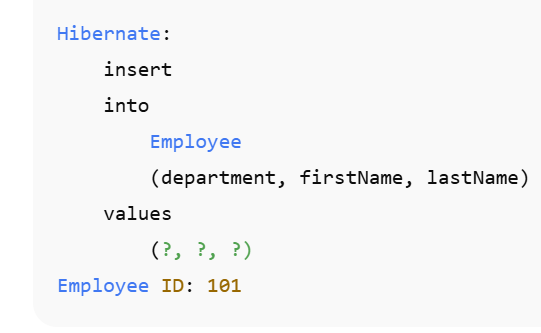 Hibernate:
insert
into
Employee
(department, firstName, lastName)
values
(?, ?, ?)
Employee ID: 101